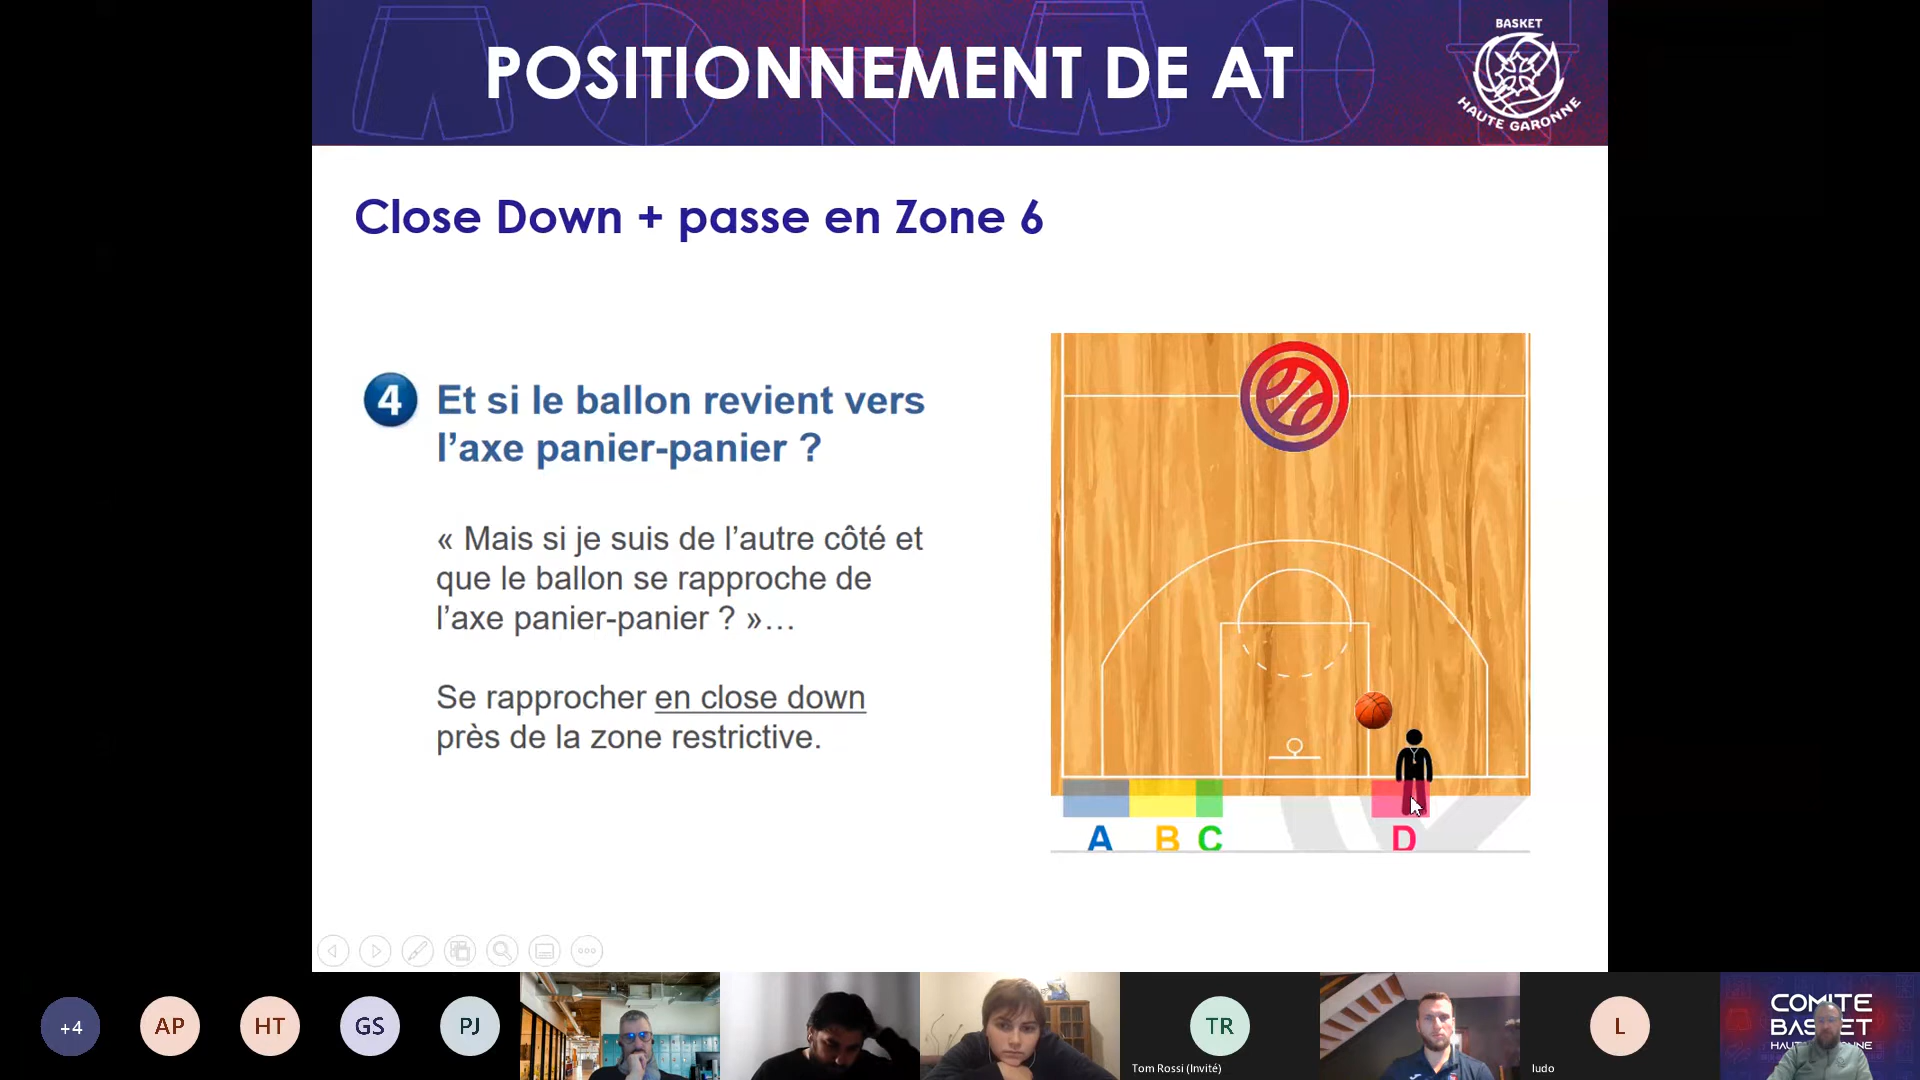 POSITIONNEMENT DE AT
BASKET
HAUTE GARONNE
Close Down + passe en Zone 6
4
Et si le ballon revient vers
l’axe panier-panier ?
« Mais si je suis de l’autre côté et
que le ballon se rapproche de
l’axe panier-panier ? »…
Se rapprocher en close down
près de la zone restrictive.
A B C D
+4
AP
HT
GS
PJ
TR
Tom Rossi (Invité)
L
ludo
COMITE
BASKET